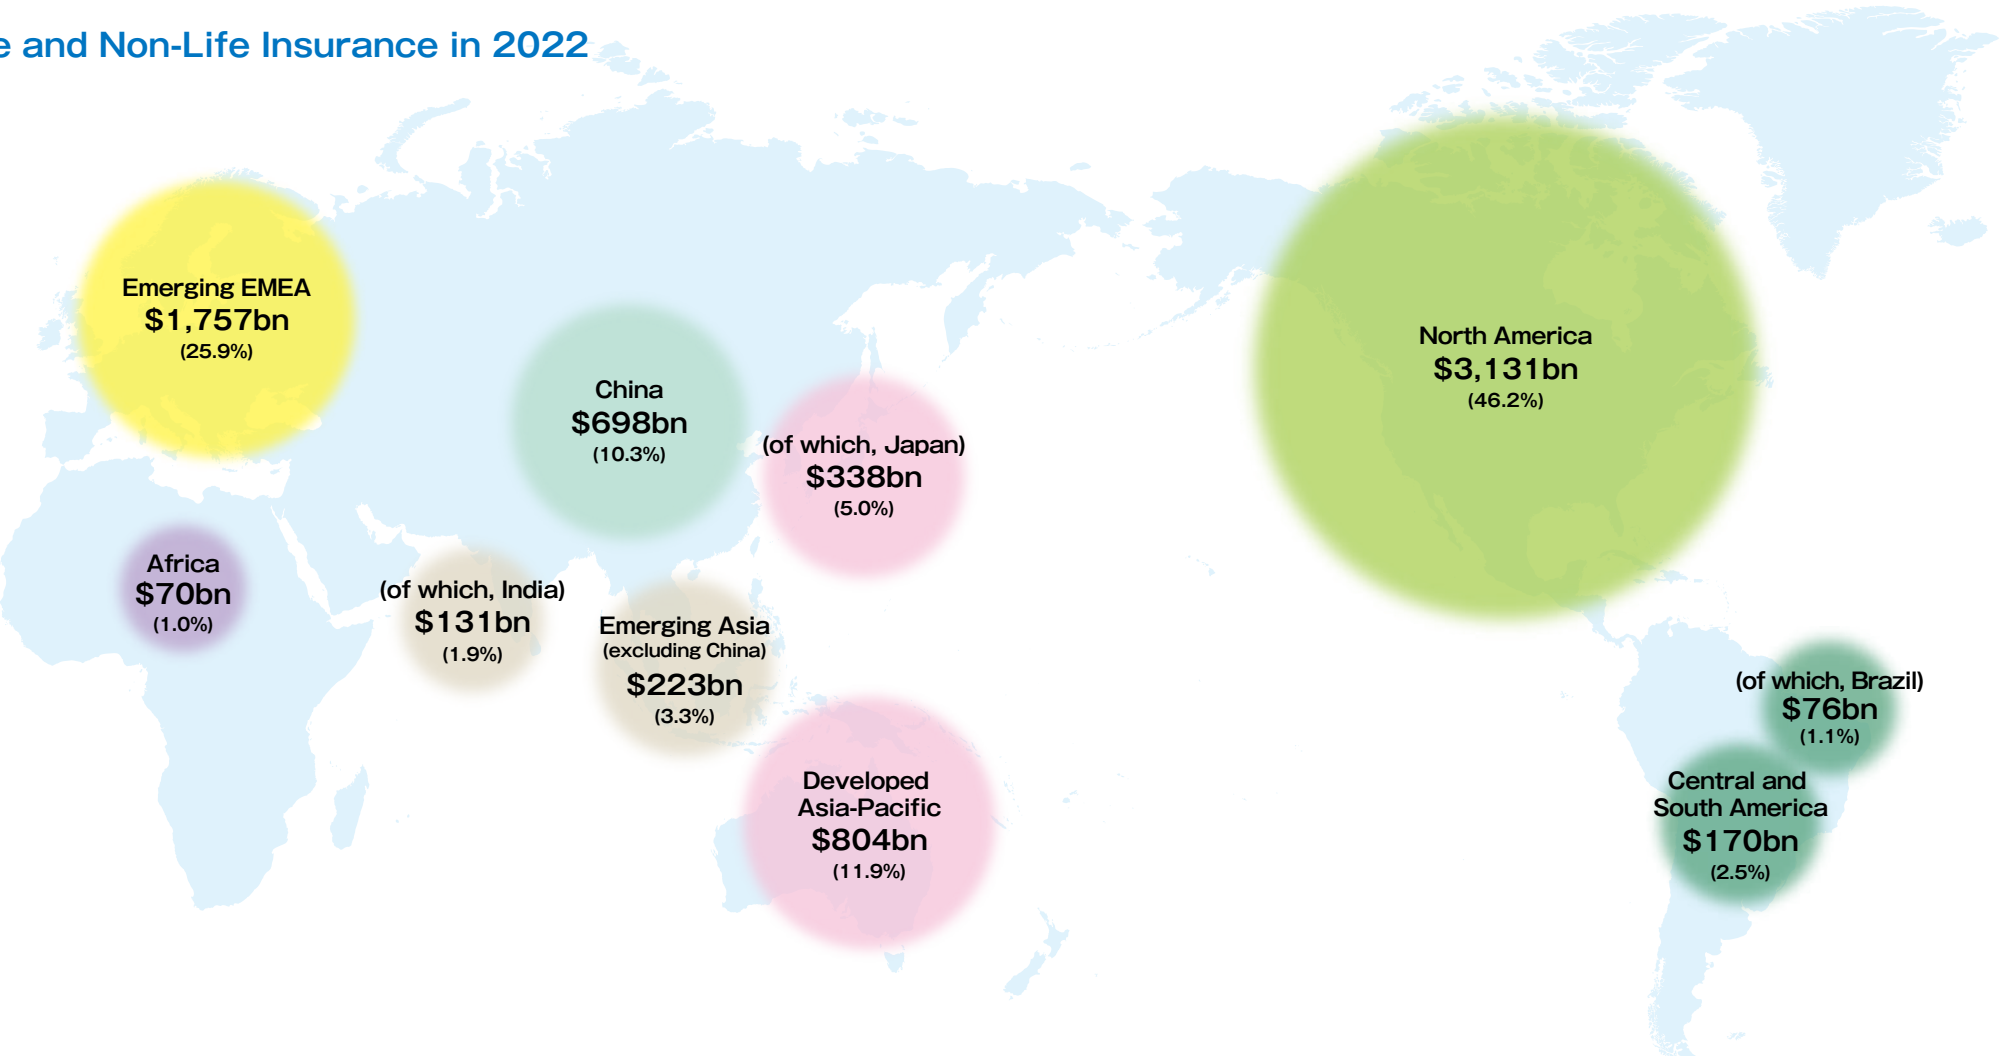 e and Non-Life Insurance in 2022
Emerging EMEA
$1,757bn
(25.9%)
China
$698bn
(10.3%)
(of which, Japan)
$338bn
(5.0%)
North America
$3,131bn
(46.2%)
Africa
$70bn
(1.0%)
(of which, India)
$131bn
(1.9%)
Emerging Asia
(excluding China)
$223bn
(3.3%)
Developed
Asia-Pacific
$804bn
(11.9%)
(of which, Brazil)
$76bn
(1.1%)
Central and
South America
$170bn
(2.5%)